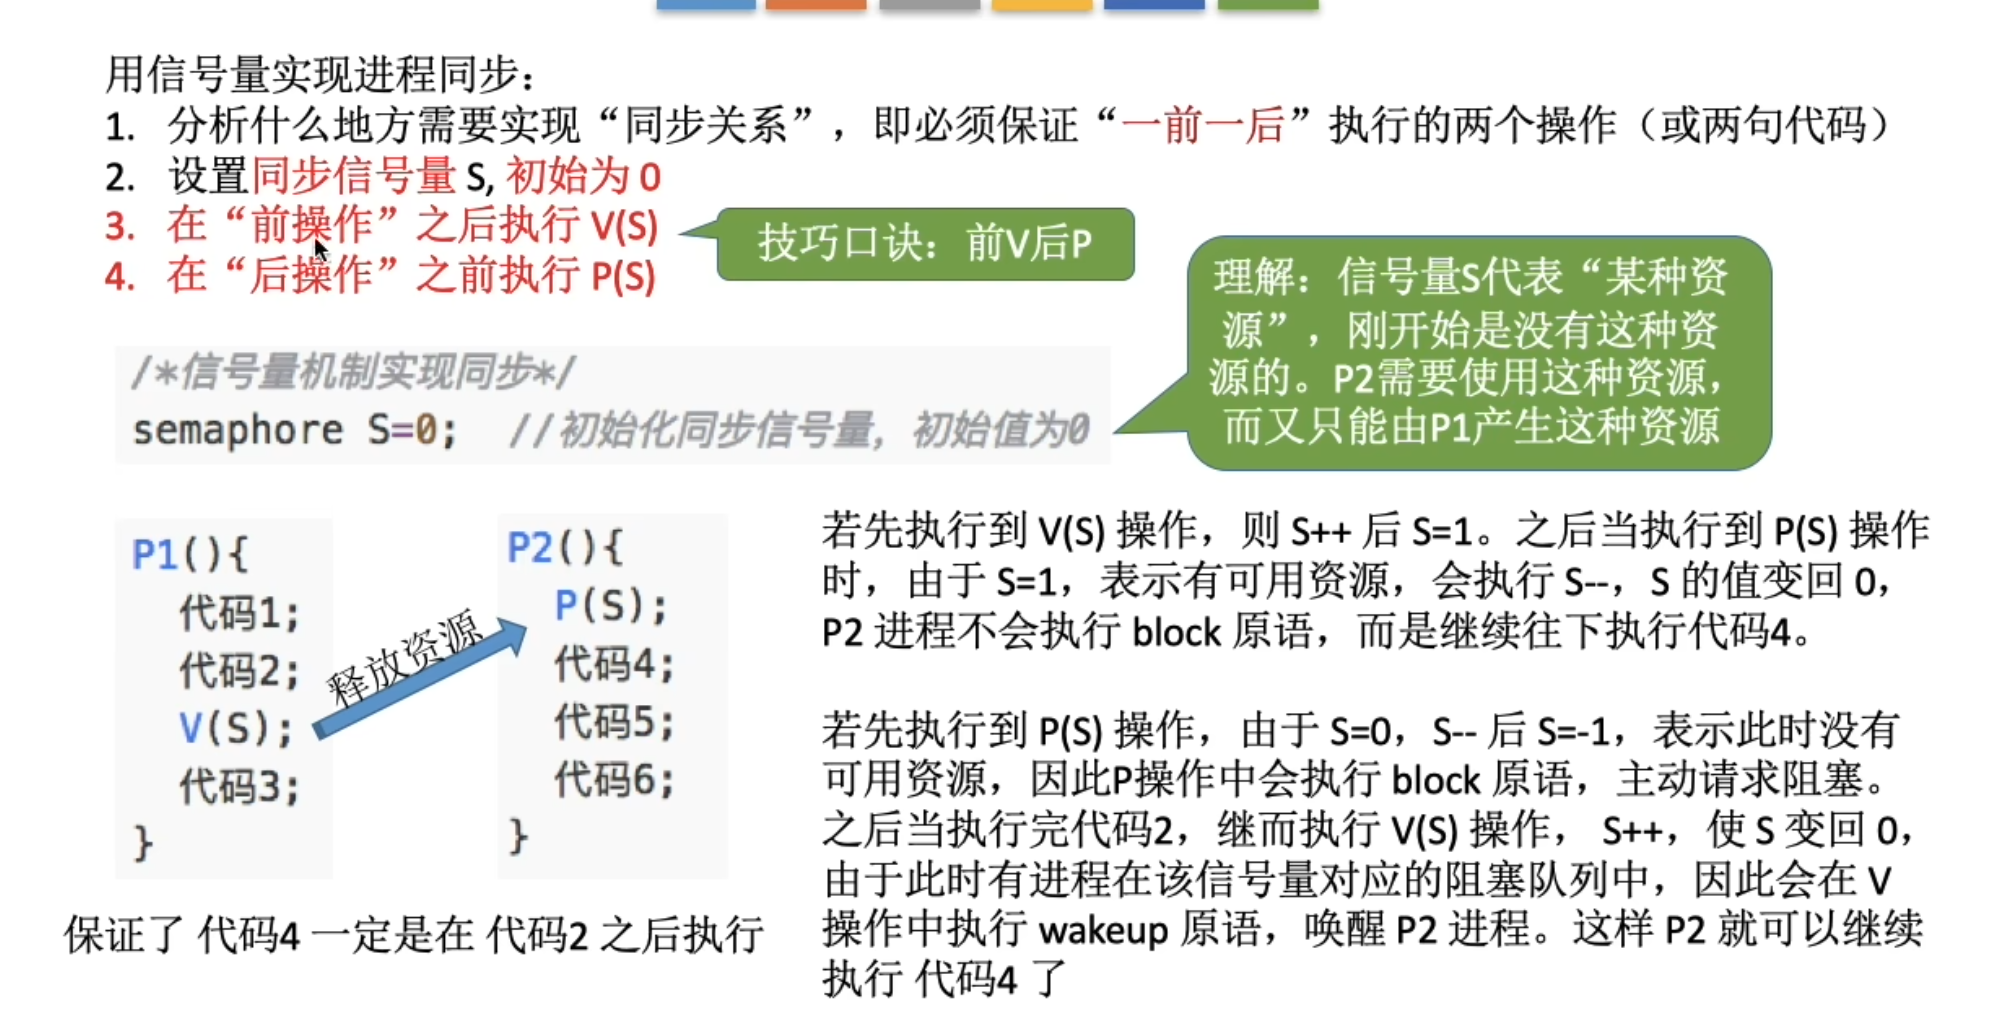 用信号量实现进程同步：
1. 分析什么地方需要实现“同步关系”，即必须保证“一前一后”执行的两个操作（或两句代码）
2. 设置同步信号量 S, 初始为 0
3. 在“前操作”之后执行 V(S)
4. 在“后操作”之前执行 P(S)
技巧口诀：前V后P
理解：信号量S代表“某种资
源”，刚开始是没有这种资
源的。P2需要使用这种资源，
而又只能由P1产生这种资源
/*信号量机制实现同步*/
semaphore S=0;  //初始化同步信号量，初始值为0
P1(){
代码1;
代码2;
V(S);
代码3;
}
释放资源
P2(){
P(S);
代码4;
代码5;
代码6;
}
保证了 代码4 一定是在 代码2 之后执行
若先执行到 V(S) 操作，则 S++ 后 S=1。之后当执行到 P(S) 操作
时，由于 S=1，表示有可用资源，会执行 S--，S 的值变回 0，
P2 进程不会执行 block 原语，而是继续往下执行代码4。
若先执行到 P(S) 操作，由于 S=0，S-- 后 S=-1，表示此时没有
可用资源，因此P操作中会执行 block 原语，主动请求阻塞。
之后当执行完代码2，继而执行 V(S) 操作， S++，使 S 变回 0，
由于此时有进程在该信号量对应的阻塞队列中，因此会在 V
操作中执行 wakeup 原语，唤醒 P2 进程。这样 P2 就可以继续
执行 代码4 了